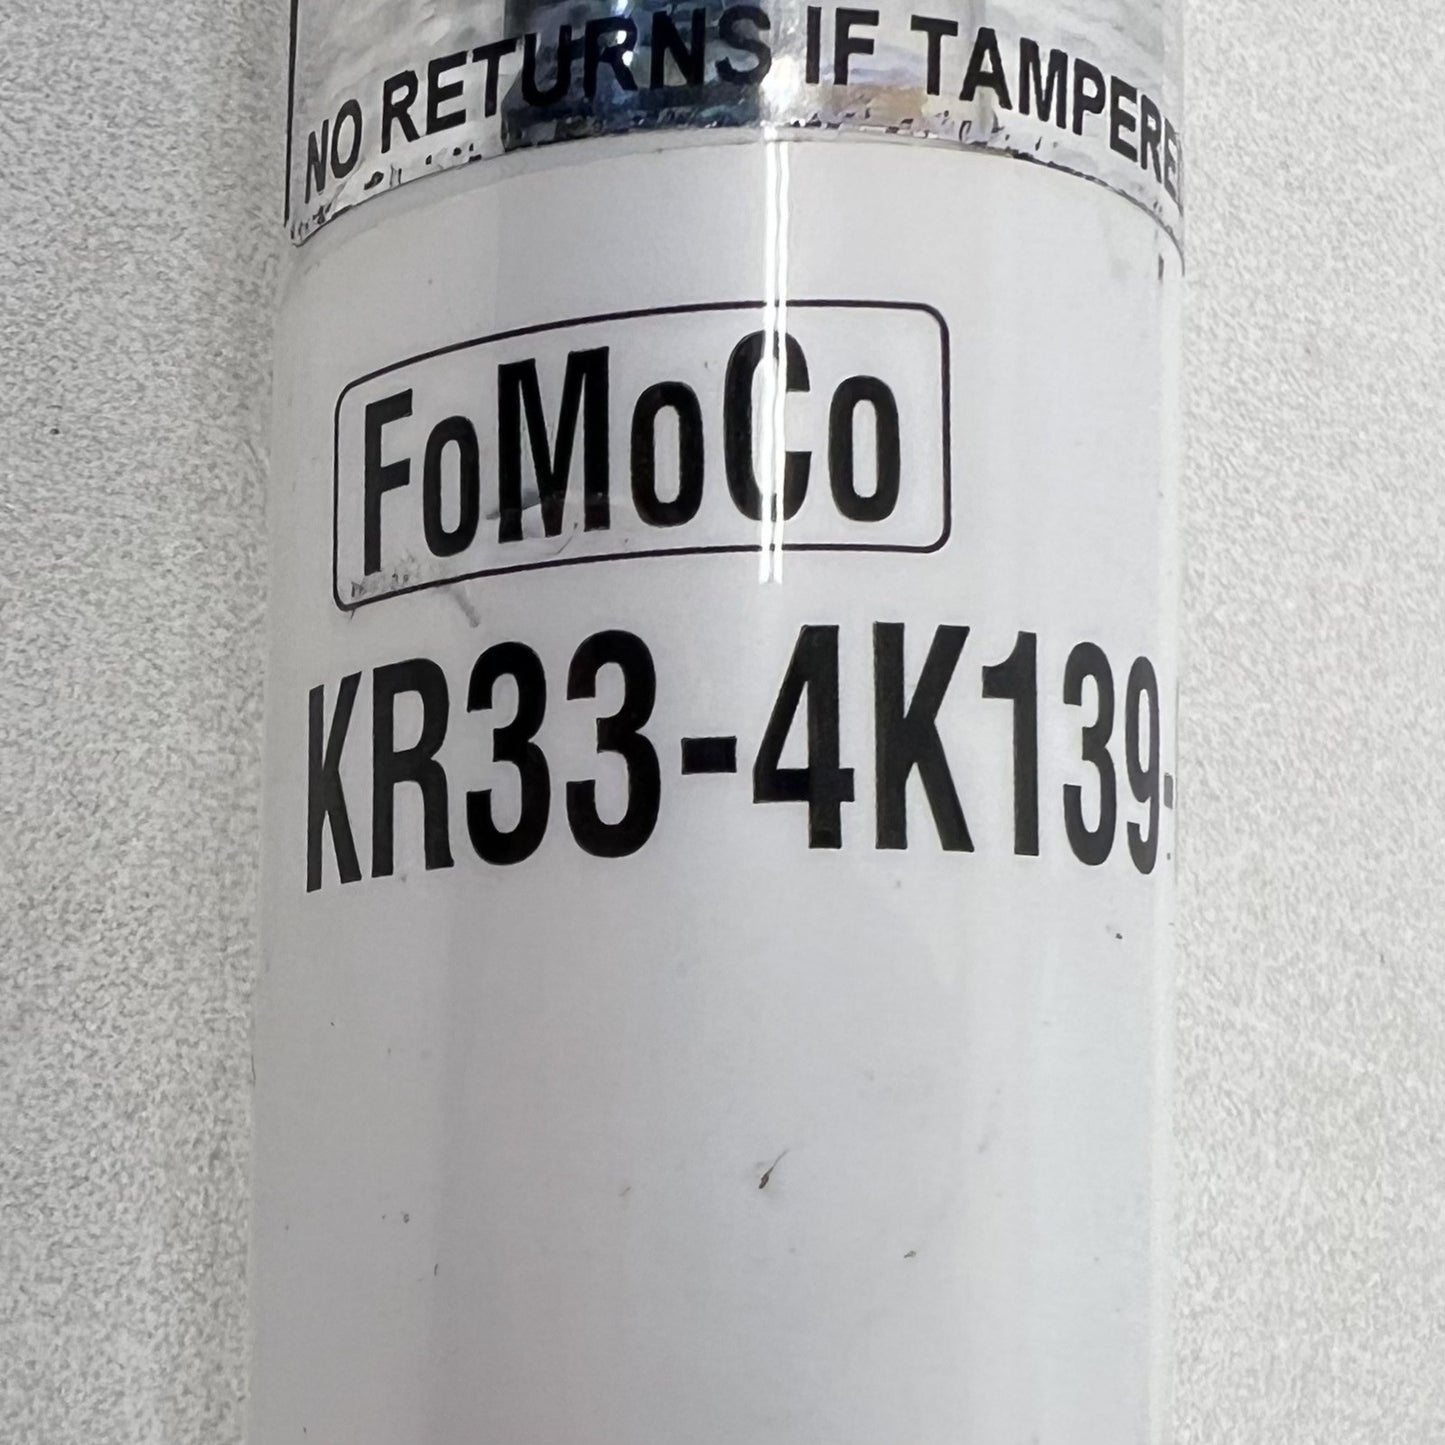 NO RETURNS IF TAMPERE
FoMoCo
KR33-4K139-